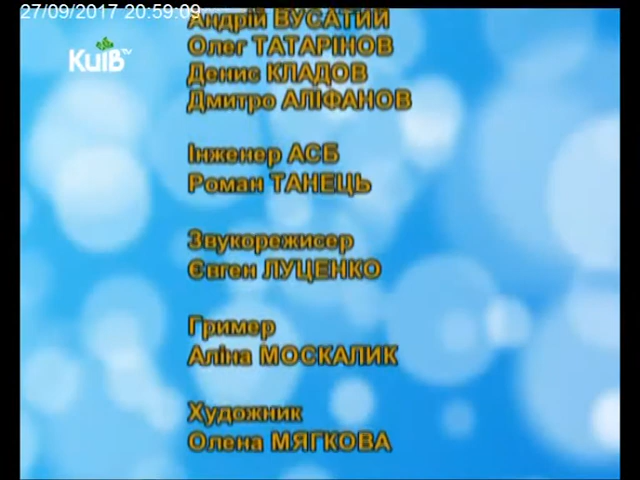 27/09/2017 20:59:09
Київ tv
Андрій ВУСАТИЙ
Олег ТАТАРІНОВ
Денис КЛАДОВ
Дмитро АЛІФАНОВ
Інженер АСБ
Роман ТАНЕЦЬ
Звукорежисер
Євген ЛУЦЕНКО
Гример
Аліна МОСКАЛИК
Художник
Олена МЯГКОВА